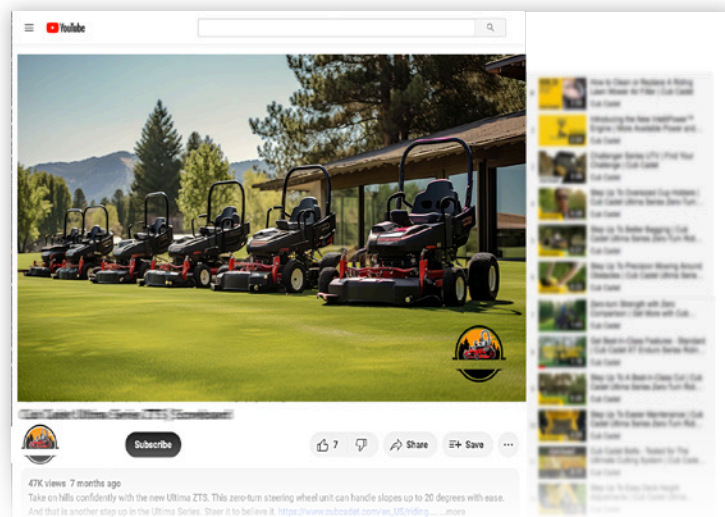 YouTube
Subscribe
7
Share
Save
47K views 7 months ago
Take on hills confidently with the new Ultima ZTS. This zero-turn steering wheel unit can handle slopes up to 20 degrees with ease.
And that is another step up in the Ultima Series. Steer it to believe it. https://www.cubcadet.com/en_US/riding... ...more
How to Clean or Replace A Riding
Lawn Mower Air Filter | Cub Cadet
Cub Cadet
Introducing the New IntelliPower™
Engine | More Available Power and...
Cub Cadet
Challenger Series UTV | Find Your
Challenge | Cub Cadet
Cub Cadet
Step Up To Oversized Cup Holders |
Cub Cadet Ultima Series Zero Turn...
Cub Cadet
Step Up To Better Bagging | Cub
Cadet Ultima Series Zero Turn Rid...
Cub Cadet
Step Up To Precision Mowing Around
Obstacles | Cub Cadet Ultima Serie...
Cub Cadet
Zero-turn Strength with Zero
Comparison | Get More with Cub...
Cub Cadet
Get Best-in-Class Features - Standard
| Cub Cadet ST Enduro Series Ridin...
Cub Cadet
Step Up To A Best-in-Class Cut | Cub
Cadet Ultima Series Zero Turn Rid...
Cub Cadet
Step Up To Easier Maintenance | Cub
Cadet Ultima Series Zero Turn Rid...
Cub Cadet
Cub Cadet Belts - Tested for The
Ultimate Cutting System | Cub Cadet
Cub Cadet
Step Up To Easy Deck Height